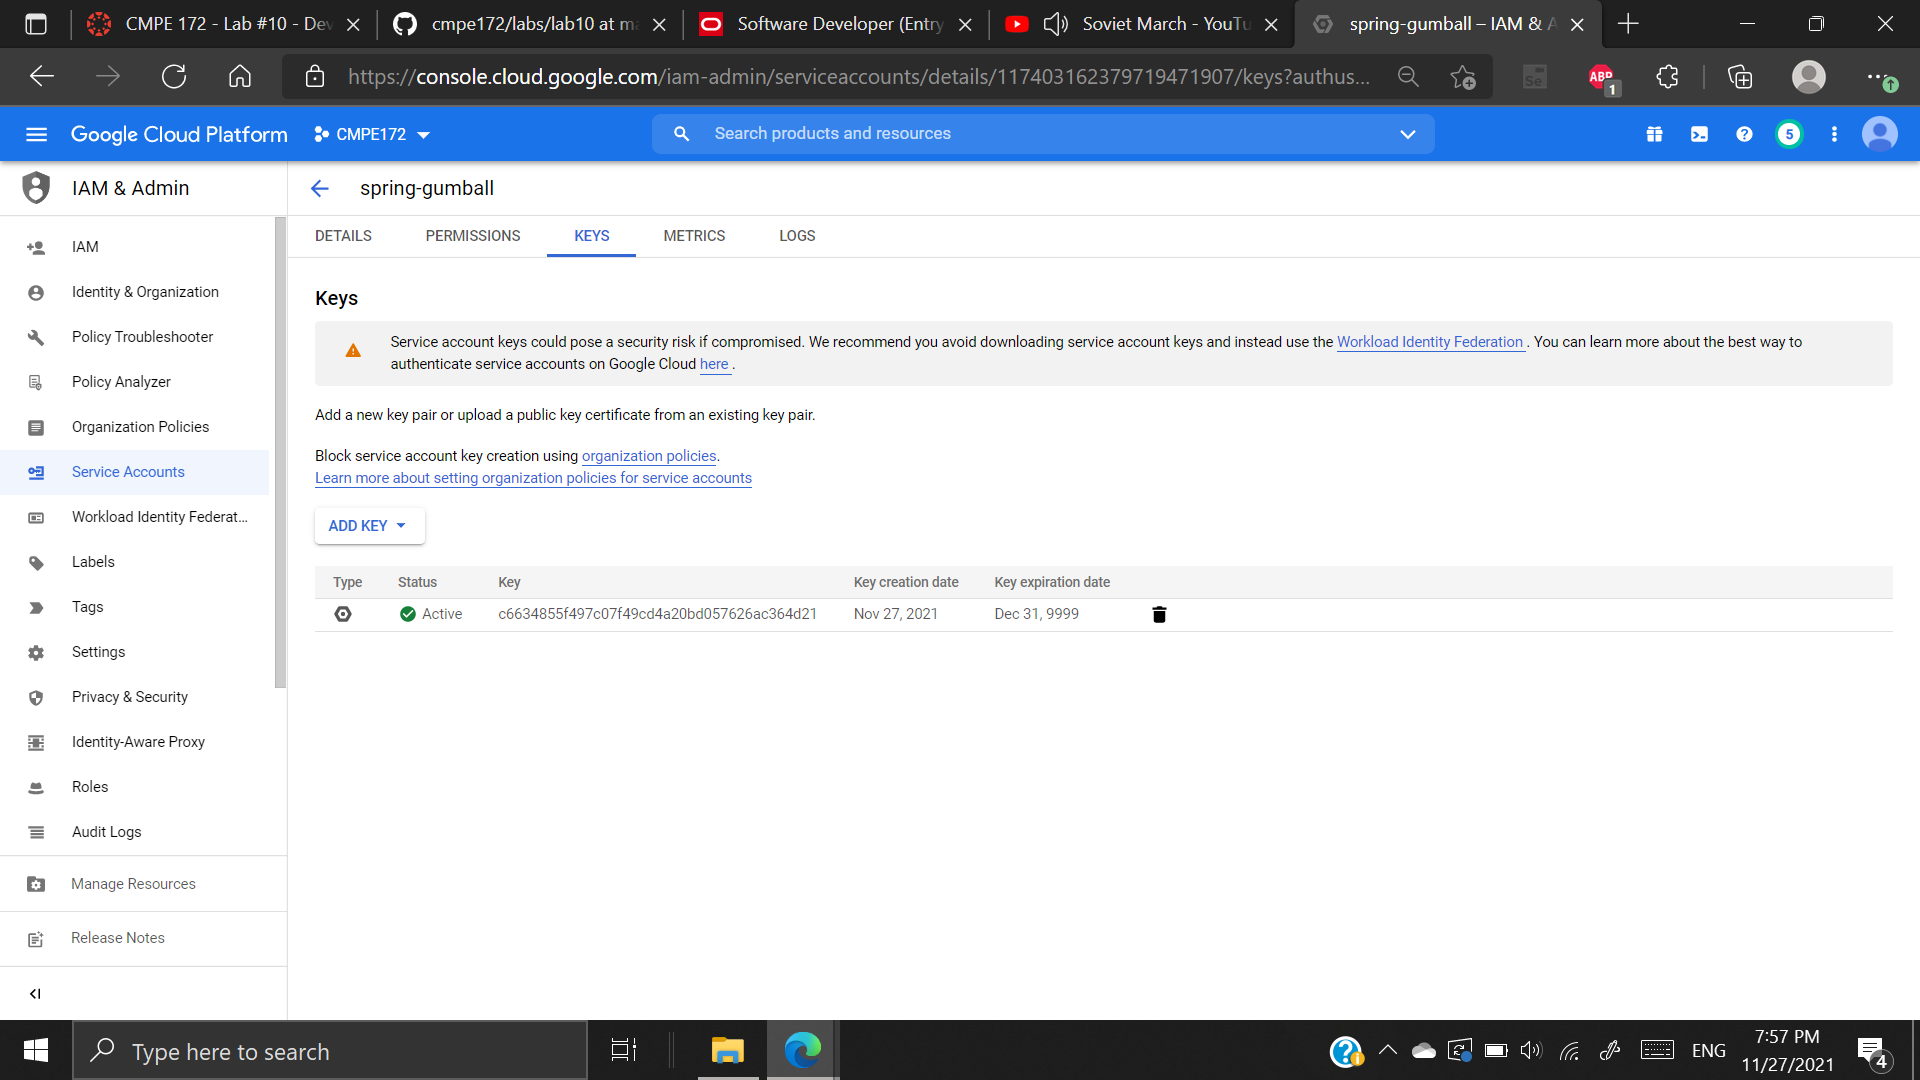 CMPE 172 - Lab #10 - Dev
cmpe172/labs/lab10 at ma
Software Developer (Entry
Soviet March - YouTu
spring-gumball – IAM & A
https://console.cloud.google.com/iam-admin/serviceaccounts/details/117403162379719471907/keys?authus...
Se
ABP
1
Google Cloud Platform
CMPE172
Search products and resources
5
IAM & Admin
spring-gumball
DETAILS PERMISSIONS KEYS METRICS LOGS
IAM
Identity & Organization
Policy Troubleshooter
Policy Analyzer
Organization Policies
Service Accounts
Workload Identity Federat...
Labels
Tags
Settings
Privacy & Security
Identity-Aware Proxy
Roles
Audit Logs
Manage Resources
Release Notes
Keys
Service account keys could pose a security risk if compromised. We recommend you avoid downloading service account keys and instead use the Workload Identity Federation . You can learn more about the best way to
authenticate service accounts on Google Cloud here .
Add a new key pair or upload a public key certificate from an existing key pair.
Block service account key creation using organization policies.
Learn more about setting organization policies for service accounts
ADD KEY
Type Status Key Key creation date Key expiration date
Active c6634855f497c07f49cd4a20bd057626ac364d21 Nov 27, 2021 Dec 31, 9999
Type here to search
ENG
7:57 PM
11/27/2021
4